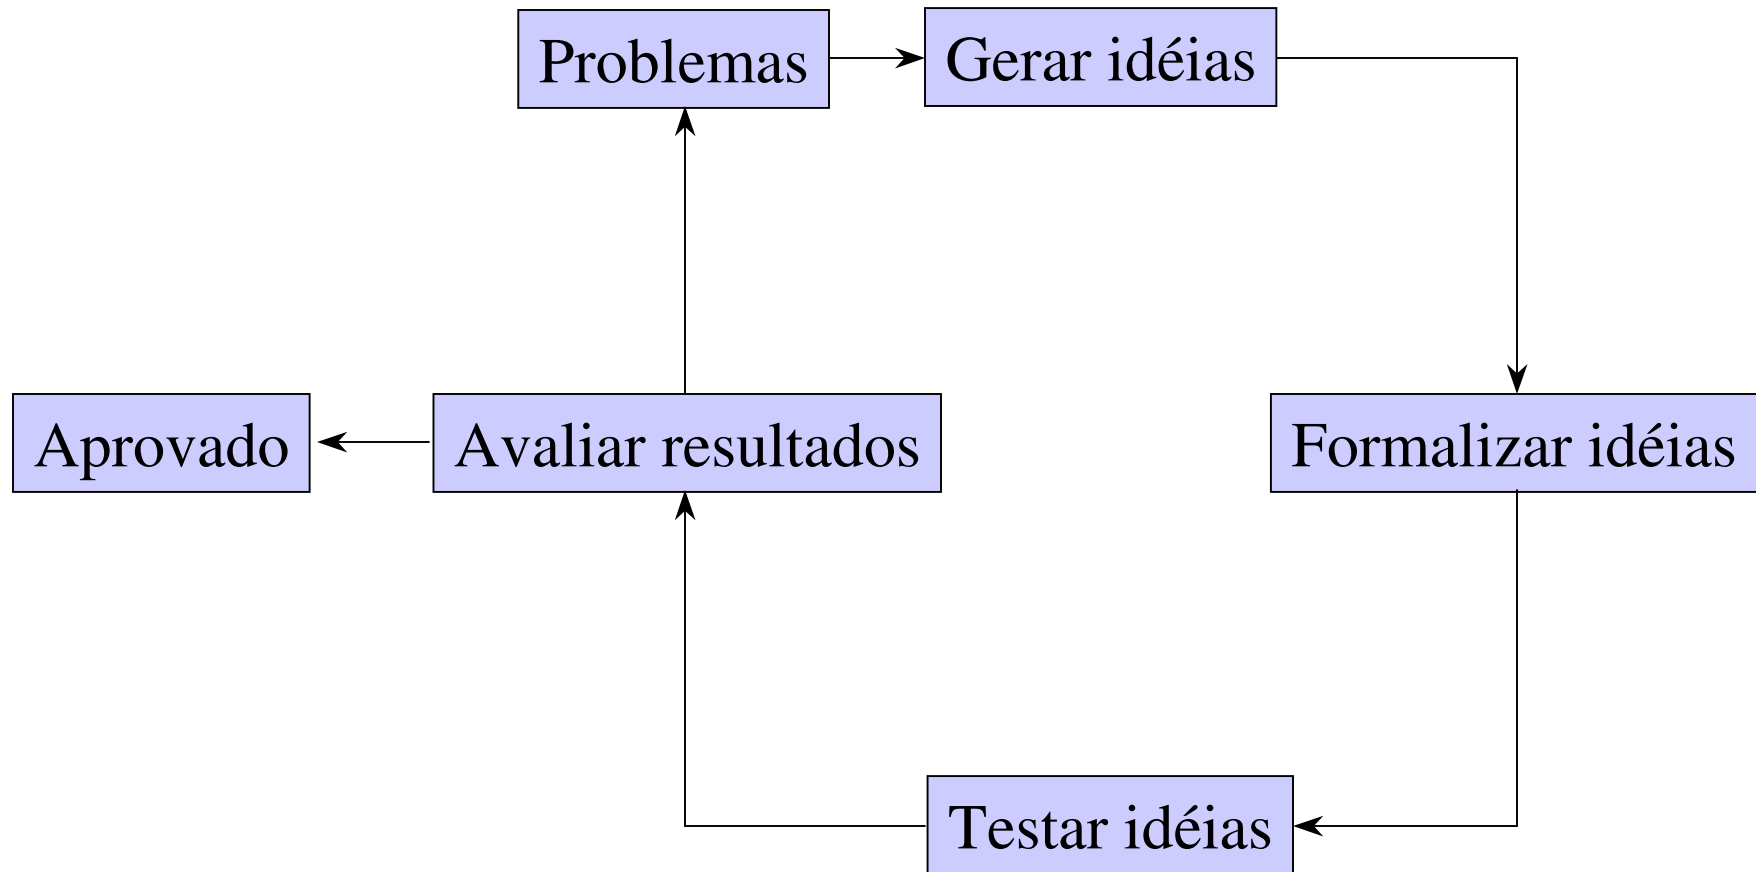 Problemas
Gerar idéias
Aprovado
Avaliar resultados
Formalizar idéias
Testar idéias